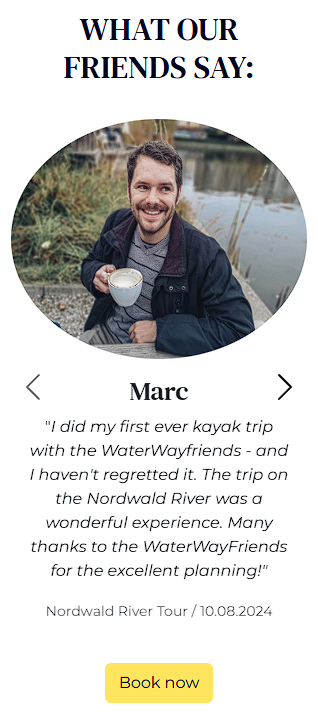 WHAT OUR
FRIENDS SAY:
Marc
"I did my first ever kayak trip
with the WaterWayfriends - and
I haven't regretted it. The trip on
the Nordwald River was a
wonderful experience. Many
thanks to the WaterWayFriends
for the excellent planning!"
Nordwald River Tour / 10.08.2024
Book now